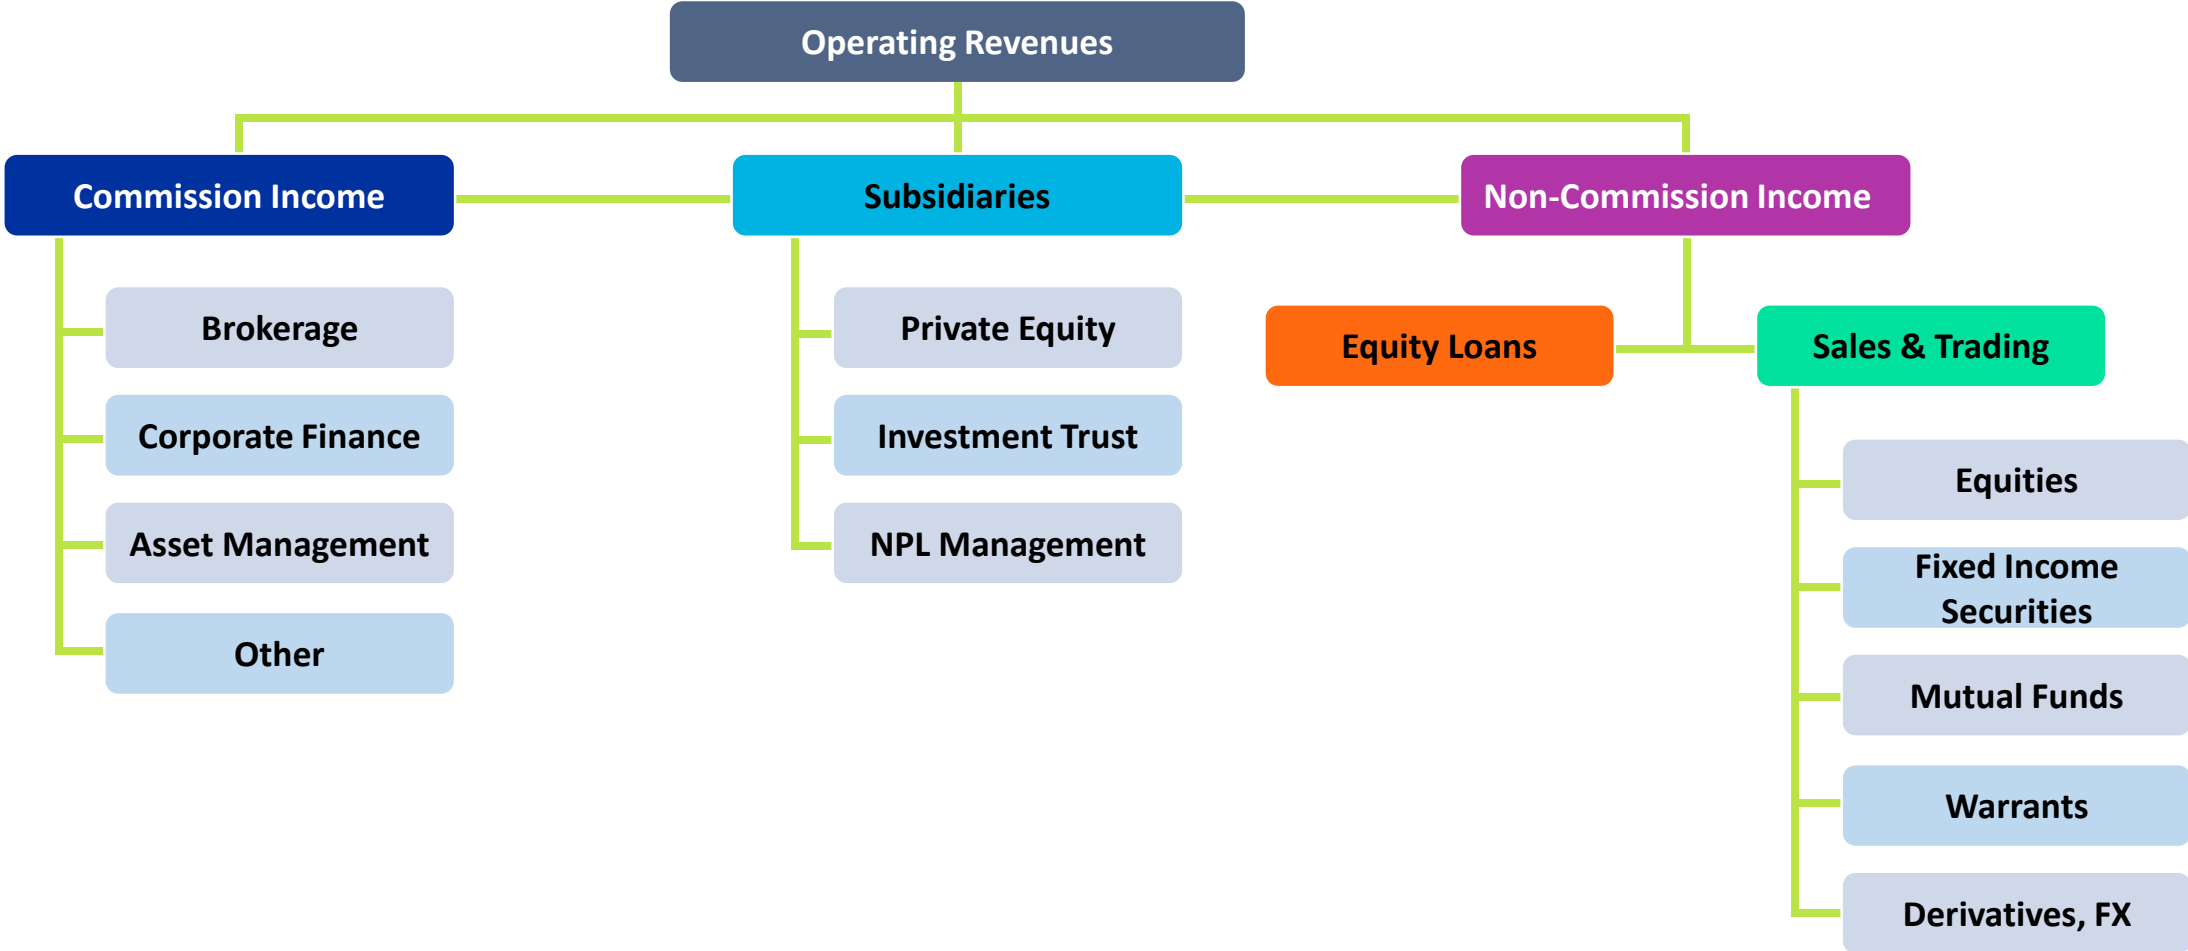 Operating Revenues
Commission Income
Subsidiaries
Non-Commission Income
Brokerage
Corporate Finance
Asset Management
Other
Private Equity
Investment Trust
NPL Management
Equity Loans
Sales & Trading
Equities
Fixed Income
Securities
Mutual Funds
Warrants
Derivatives, FX